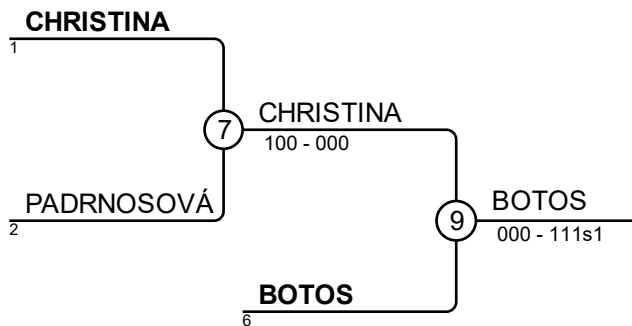 CHRISTINA
1
7
CHRISTINA
100 - 000
PADRNOSOVÁ
2
9
BOTOS
000 - 111s1
BOTOS
6